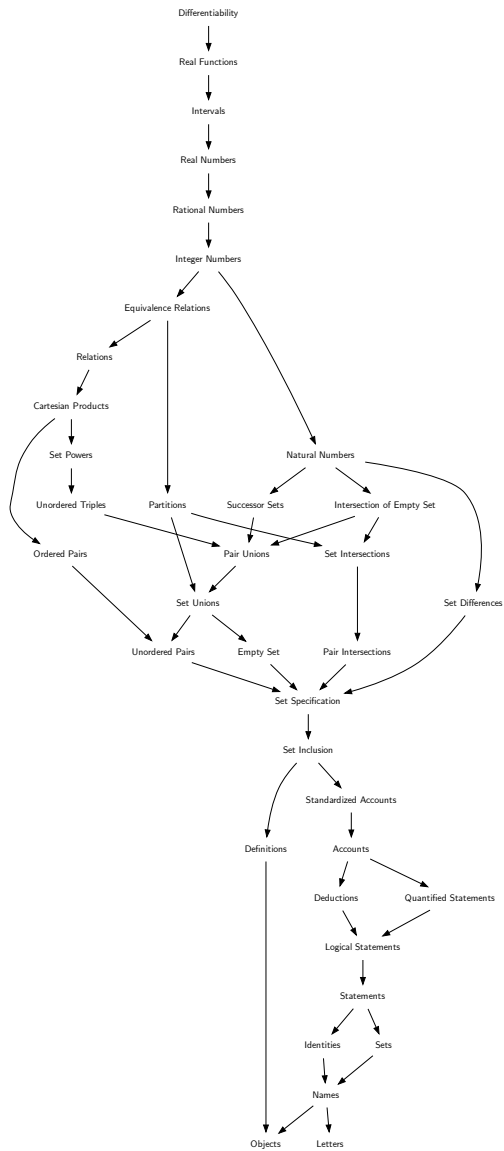 Differentiability
Real Functions
Intervals
Real Numbers
Rational Numbers
Integer Numbers
Equivalence Relations
Relations
Cartesian Products
Set Powers
Natural Numbers
Unordered Triples
Partitions
Successor Sets
Intersection of Empty Set
Ordered Pairs
Pair Unions
Set Intersections
Set Unions
Set Differences
Unordered Pairs
Empty Set
Pair Intersections
Set Specification
Set Inclusion
Standardized Accounts
Definitions
Accounts
Deductions
Quantified Statements
Logical Statements
Statements
Identities
Sets
Names
Objects
Letters